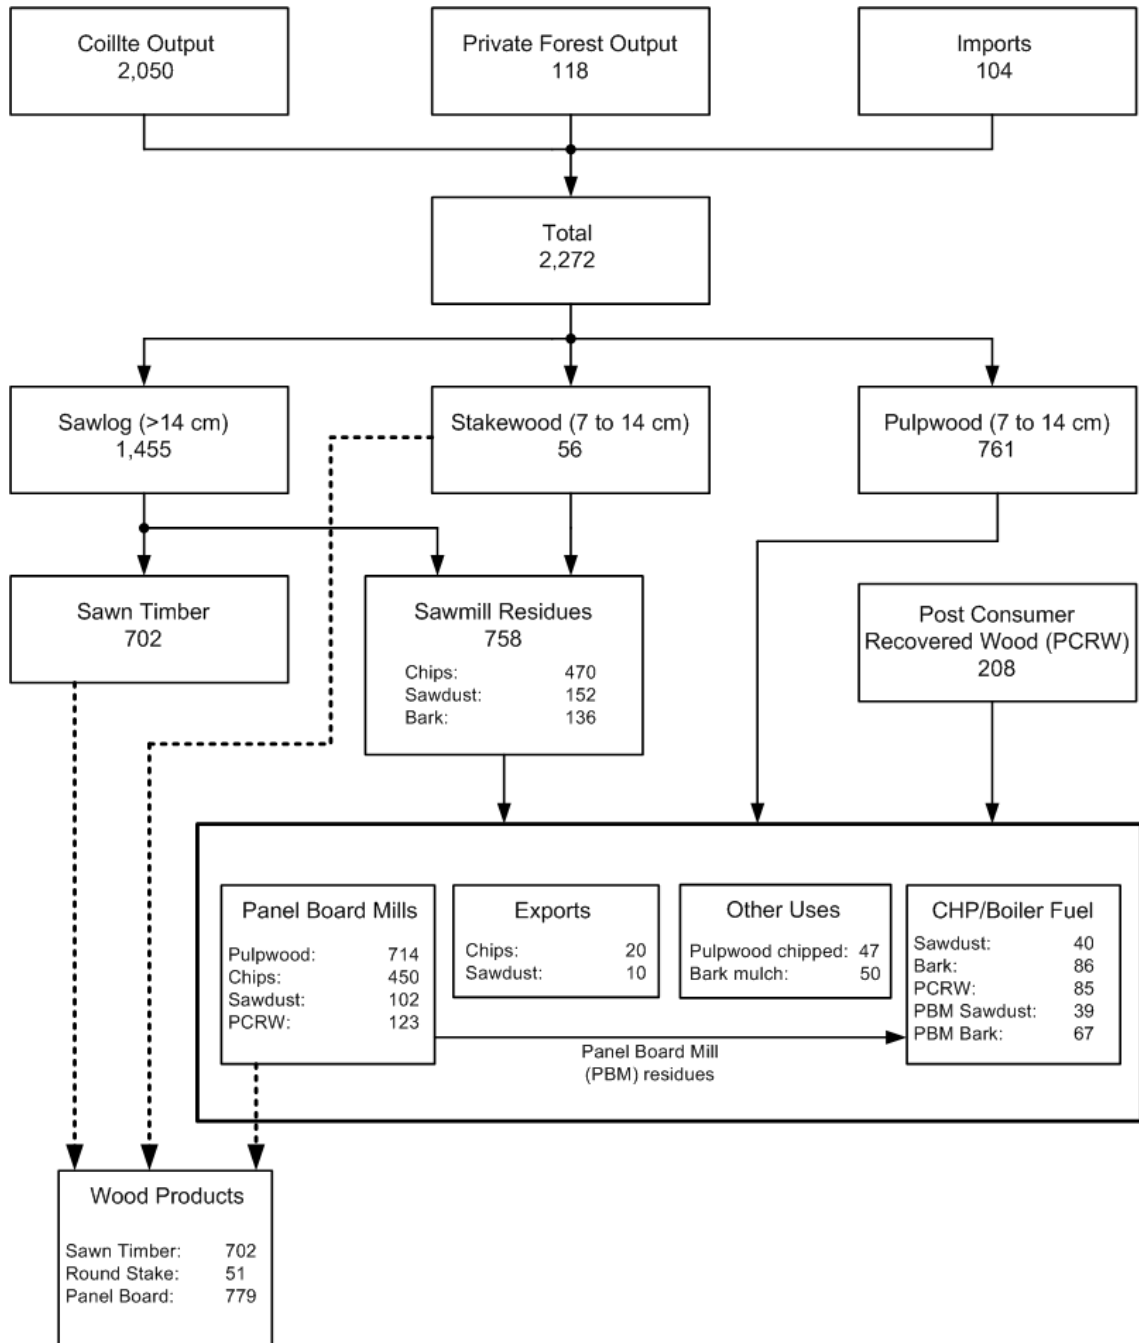 Coillte Output
2,050
Private Forest Output
118
Imports
104
Total
2,272
Sawlog (>14 cm)
1,455
Stakewood (7 to 14 cm)
56
Pulpwood (7 to 14 cm)
761
Sawn Timber
702
Sawmill Residues
758
Chips: 470
Sawdust: 152
Bark: 136
Post Consumer
Recovered Wood (PCRW)
208
Panel Board Mills
Pulpwood: 714
Chips: 450
Sawdust: 102
PCRW: 123
Exports
Chips: 20
Sawdust: 10
Other Uses
Pulpwood chipped: 47
Bark mulch: 50
CHP/Boiler Fuel
Sawdust: 40
Bark: 86
PCRW: 85
PBM Sawdust: 39
PBM Bark: 67
Panel Board Mill
(PBM) residues
Wood Products
Sawn Timber: 702
Round Stake: 51
Panel Board: 779